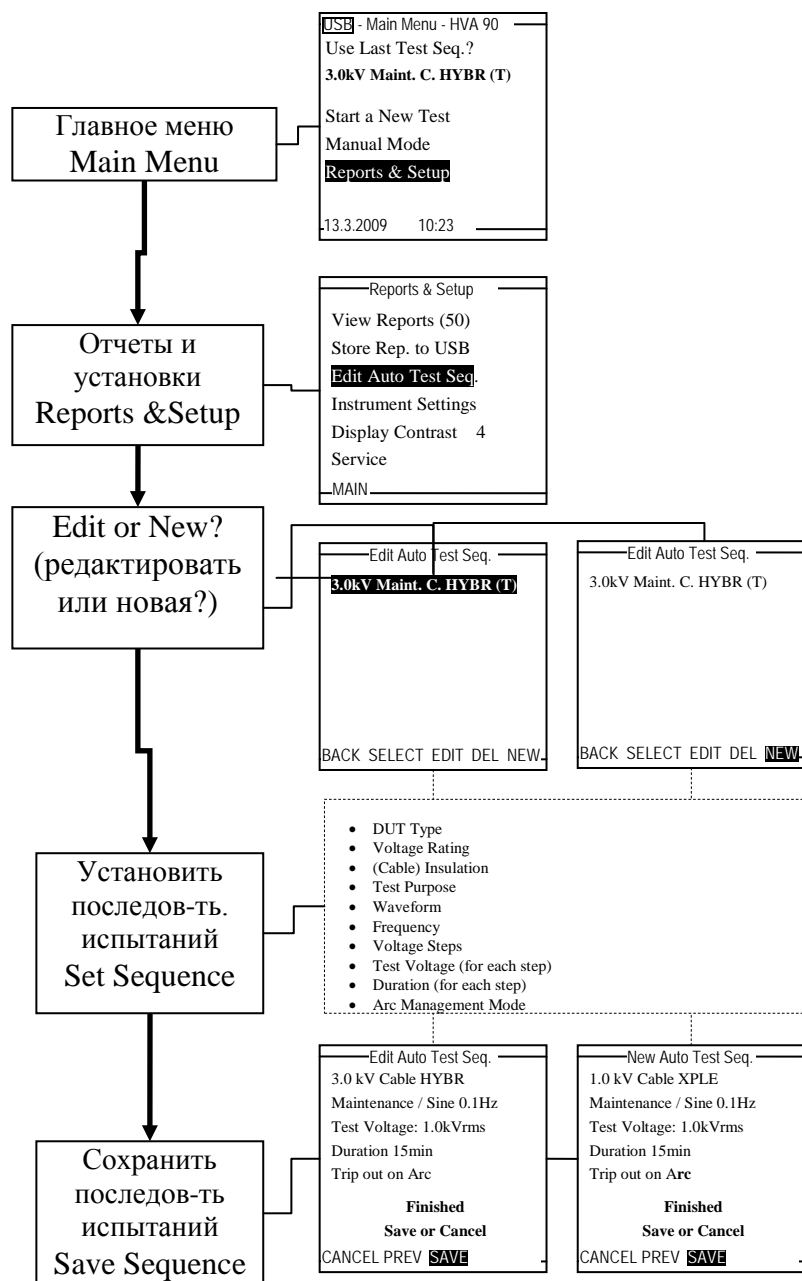 USB - Main Menu - HVA 90
Use Last Test Seq.?
3.0kV Maint. C. HYBR (T)
Start a New Test
Manual Mode
Reports & Setup
13.3.2009 10:23
Главное меню
Main Menu
Reports & Setup
View Reports (50)
Store Rep. to USB
Edit Auto Test Seq.
Instrument Settings
Display Contrast 4
Service
MAIN
Отчеты и
установки
Reports &Setup
Edit or New?
(редактировать
или новая?)
Edit Auto Test Seq.
3.0kV Maint. C. HYBR (T)
BACK SELECT EDIT DEL NEW
Edit Auto Test Seq.
3.0kV Maint. C. HYBR (T)
BACK SELECT EDIT DEL NEW
Установить
последов-ть.
испытаний
Set Sequence
• DUT Type
• Voltage Rating
• (Cable) Insulation
• Test Purpose
• Waveform
• Frequency
• Voltage Steps
• Test Voltage (for each step)
• Duration (for each step)
• Arc Management Mode
Сохранить
последов-ть
испытаний
Save Sequence
Edit Auto Test Seq.
3.0 kV Cable HYBR
Maintenance / Sine 0.1Hz
Test Voltage: 1.0kVrms
Duration 15min
Trip out on Arc
Finished
Save or Cancel
CANCEL PREV SAVE
New Auto Test Seq.
1.0 kV Cable XPLE
Maintenance / Sine 0.1Hz
Test Voltage: 1.0kVrms
Duration 15min
Trip out on Arc
Finished
Save or Cancel
CANCEL PREV SAVE